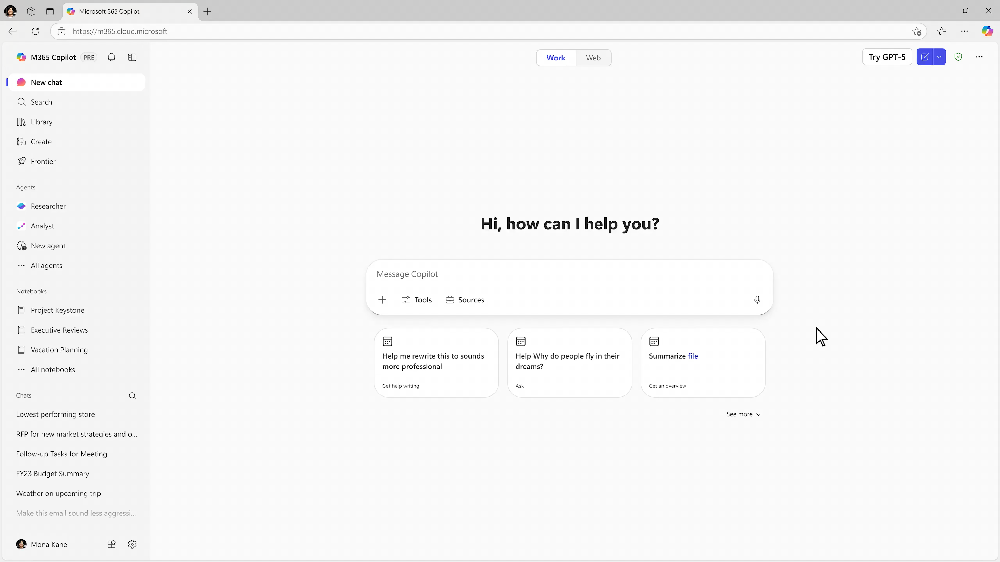 Microsoft 365 Copilot
https://m365.cloud.microsoft
M365 Copilot PRE
New chat
Search
Library
Create
Frontier
Agents
Researcher
Analyst
New agent
All agents
Notebooks
Project Keystone
Executive Reviews
Vacation Planning
All notebooks
Chats
Lowest performing store
RFP for new market strategies and o...
Follow-up Tasks for Meeting
FY23 Budget Summary
Weather on upcoming trip
Make this email sound less aggressi...
Mona Kane
Work Web
Try GPT-5
Hi, how can I help you?
Message Copilot
Tools Sources
Help me rewrite this to sounds
more professional
Get help writing
Help Why do people fly in their
dreams?
Ask
Summarize file
Get an overview
See more